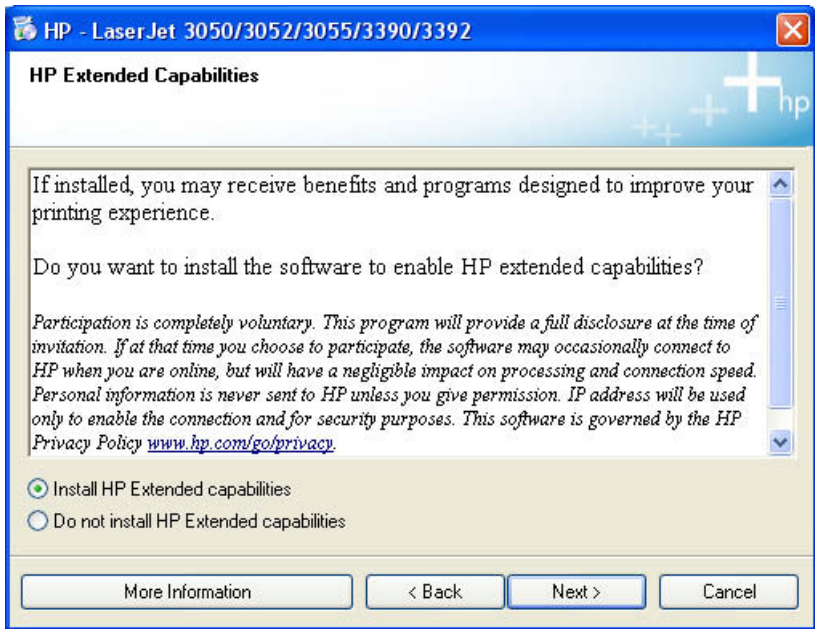 HP - LaserJet 3050/3052/3055/3390/3392
HP Extended Capabilities
hp
If installed, you may receive benefits and programs designed to improve your
printing experience.
Do you want to install the software to enable HP extended capabilities?
Participation is completely voluntary. This program will provide a full disclosure at the time of
invitation. If at that time you choose to participate, the software may occasionally connect to
HP when you are online, but will have a negligible impact on processing and connection speed.
Personal information is never sent to HP unless you give permission. IP address will be used
only to enable the connection and for security purposes. This software is governed by the HP
Privacy Policy www.hp.com/go/privacy.
Install HP Extended capabilities
Do not install HP Extended capabilities
More Information
< Back
Next >
Cancel